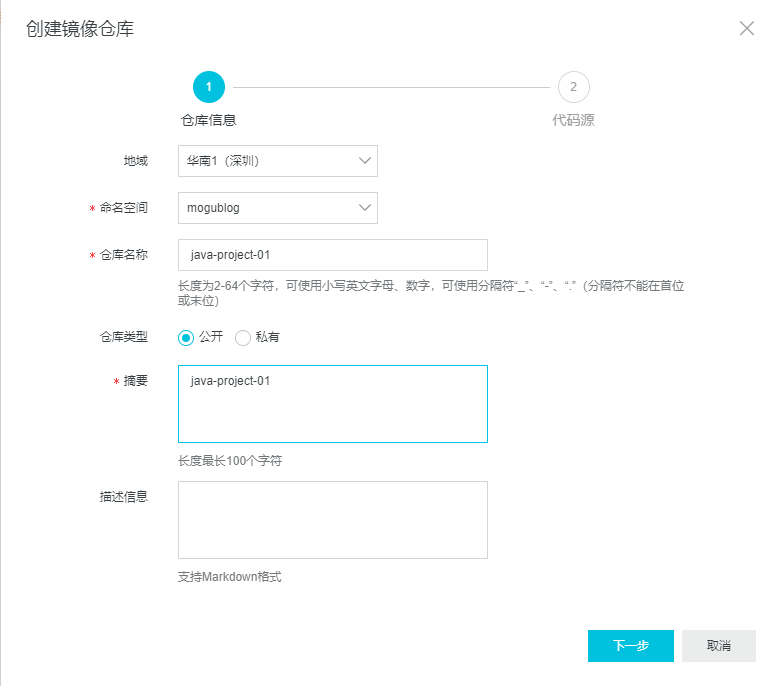 创建镜像仓库
1
2
仓库信息
代码源
地域
华南1（深圳）
* 命名空间
mogublog
* 仓库名称
java-project-01
长度为2-64个字符，可使用小写英文字母、数字，可使用分隔符“_”、“-”、“.”（分隔符不能在首位
或末位）
仓库类型
公开
私有
* 摘要
java-project-01
长度最长100个字符
描述信息
支持Markdown格式
下一步
取消